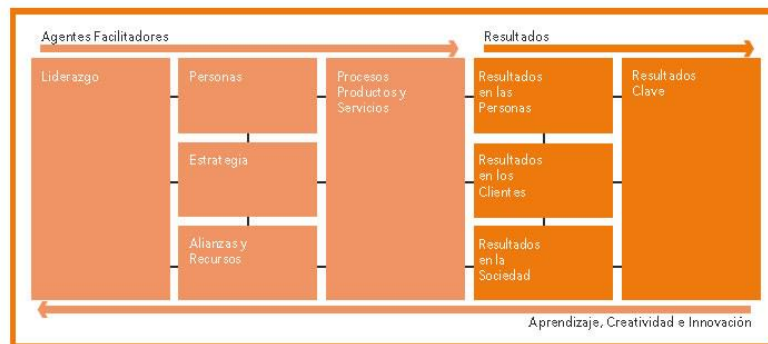 Agentes Facilitadores
Resultados
Liderazgo
Personas
Procesos
Productos y
Servicios
Resultados
en las
Personas
Resultados
Clave
Estrategia
Resultados
en los
Clientes
Alianzas y
Recursos
Resultados
en la
Sociedad
Aprendizaje, Creatividad e Innovación